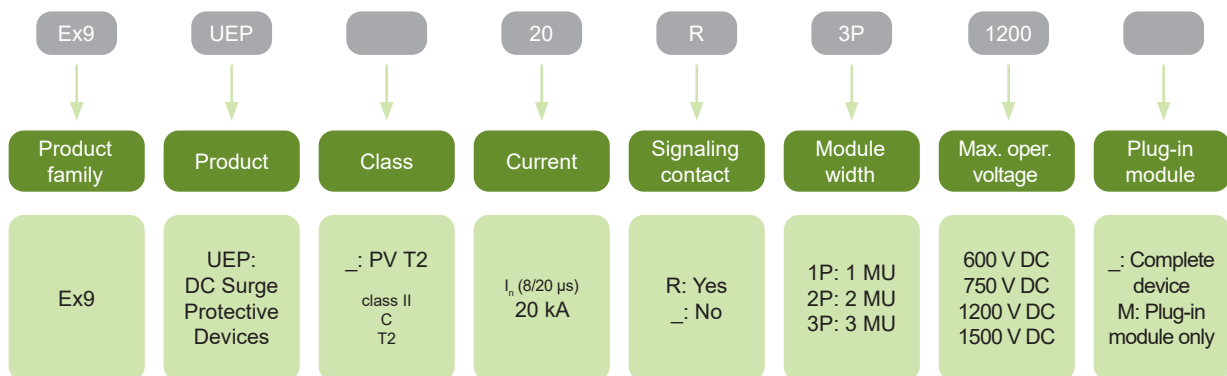 Ex9 UEP 20 R 3P 1200
Product family
Product
Class
Current
Signaling contact
Module width
Max. oper. voltage
Plug-in module
Ex9
UEP:
DC Surge
Protective
Devices
_: PV T2
class II
C
T2
Iₙ (8/20 µs)
20 kA
R: Yes
_: No
1P: 1 MU
2P: 2 MU
3P: 3 MU
600 V DC
750 V DC
1200 V DC
1500 V DC
_: Complete
device
M: Plug-in
module only